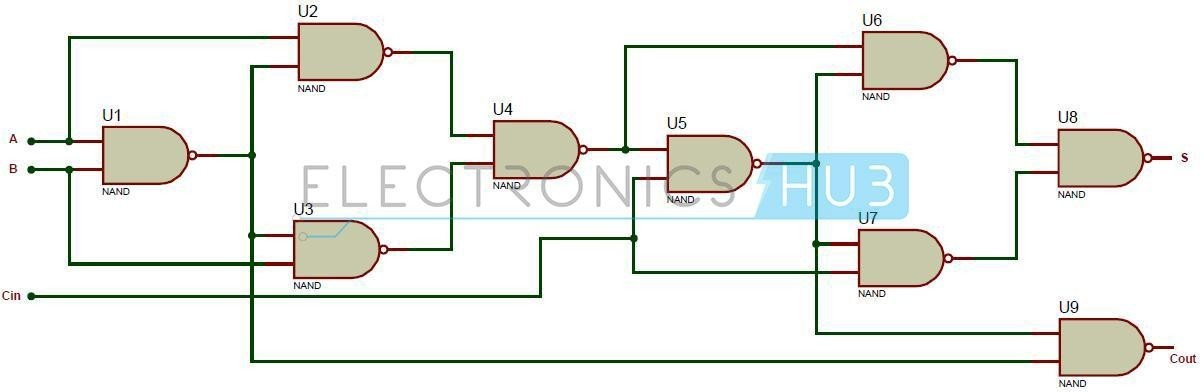 U2
NAND
U6
NAND
U1
NAND
A
B
U4
NAND
U5
NAND
U8
NAND
S
ELECTRONICS HUB
U3
NAND
U7
NAND
Cin
U9
NAND
Cout